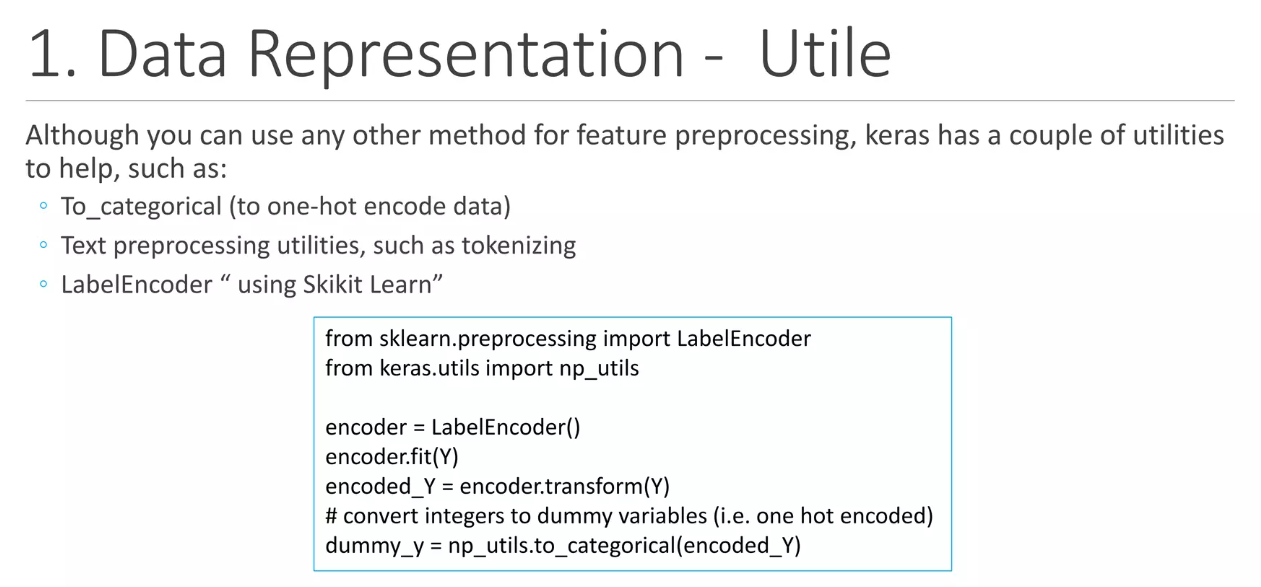 1. Data Representation - Utile
Although you can use any other method for feature preprocessing, keras has a couple of utilities
to help, such as:
◦ To_categorical (to one-hot encode data)
◦ Text preprocessing utilities, such as tokenizing
◦ LabelEncoder “ using Skikit Learn”
from sklearn.preprocessing import LabelEncoder
from keras.utils import np_utils
encoder = LabelEncoder()
encoder.fit(Y)
encoded_Y = encoder.transform(Y)
# convert integers to dummy variables (i.e. one hot encoded)
dummy_y = np_utils.to_categorical(encoded_Y)